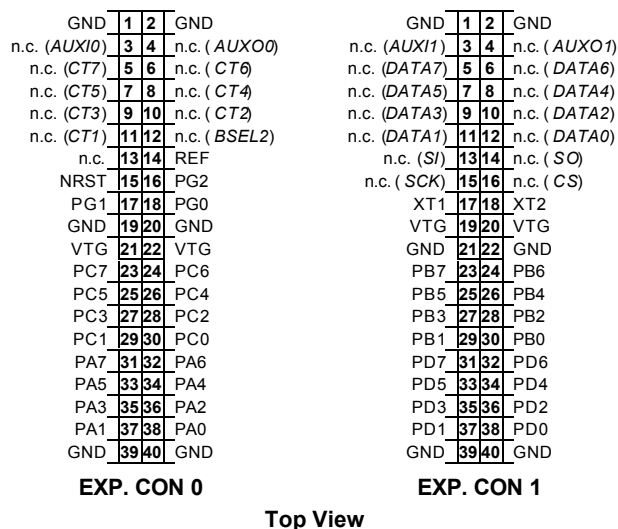 GND 1 2 GND
n.c. (AUXI0) 3 4 n.c. ( AUXO0)
n.c. (CT7) 5 6 n.c. ( CT6)
n.c. (CT5) 7 8 n.c. ( CT4)
n.c. (CT3) 9 10 n.c. ( CT2)
n.c. (CT1) 11 12 n.c. ( BSEL2)
n.c. 13 14 REF
NRST 15 16 PG2
PG1 17 18 PG0
GND 19 20 GND
VTG 21 22 VTG
PC7 23 24 PC6
PC5 25 26 PC4
PC3 27 28 PC2
PC1 29 30 PC0
PA7 31 32 PA6
PA5 33 34 PA4
PA3 35 36 PA2
PA1 37 38 PA0
GND 39 40 GND
EXP. CON 0
GND 1 2 GND
n.c. (AUXI1) 3 4 n.c. ( AUXO1)
n.c. (DATA7) 5 6 n.c. ( DATA6)
n.c. (DATA5) 7 8 n.c. ( DATA4)
n.c. (DATA3) 9 10 n.c. ( DATA2)
n.c. (DATA1) 11 12 n.c. ( DATA0)
n.c. (SI) 13 14 n.c. ( SO)
n.c. ( SCK) 15 16 n.c. ( CS)
XT1 17 18 XT2
VTG 19 20 VTG
GND 21 22 GND
PB7 23 24 PB6
PB5 25 26 PB4
PB3 27 28 PB2
PB1 29 30 PB0
PD7 31 32 PD6
PD5 33 34 PD4
PD3 35 36 PD2
PD1 37 38 PD0
GND 39 40 GND
EXP. CON 1
Top View